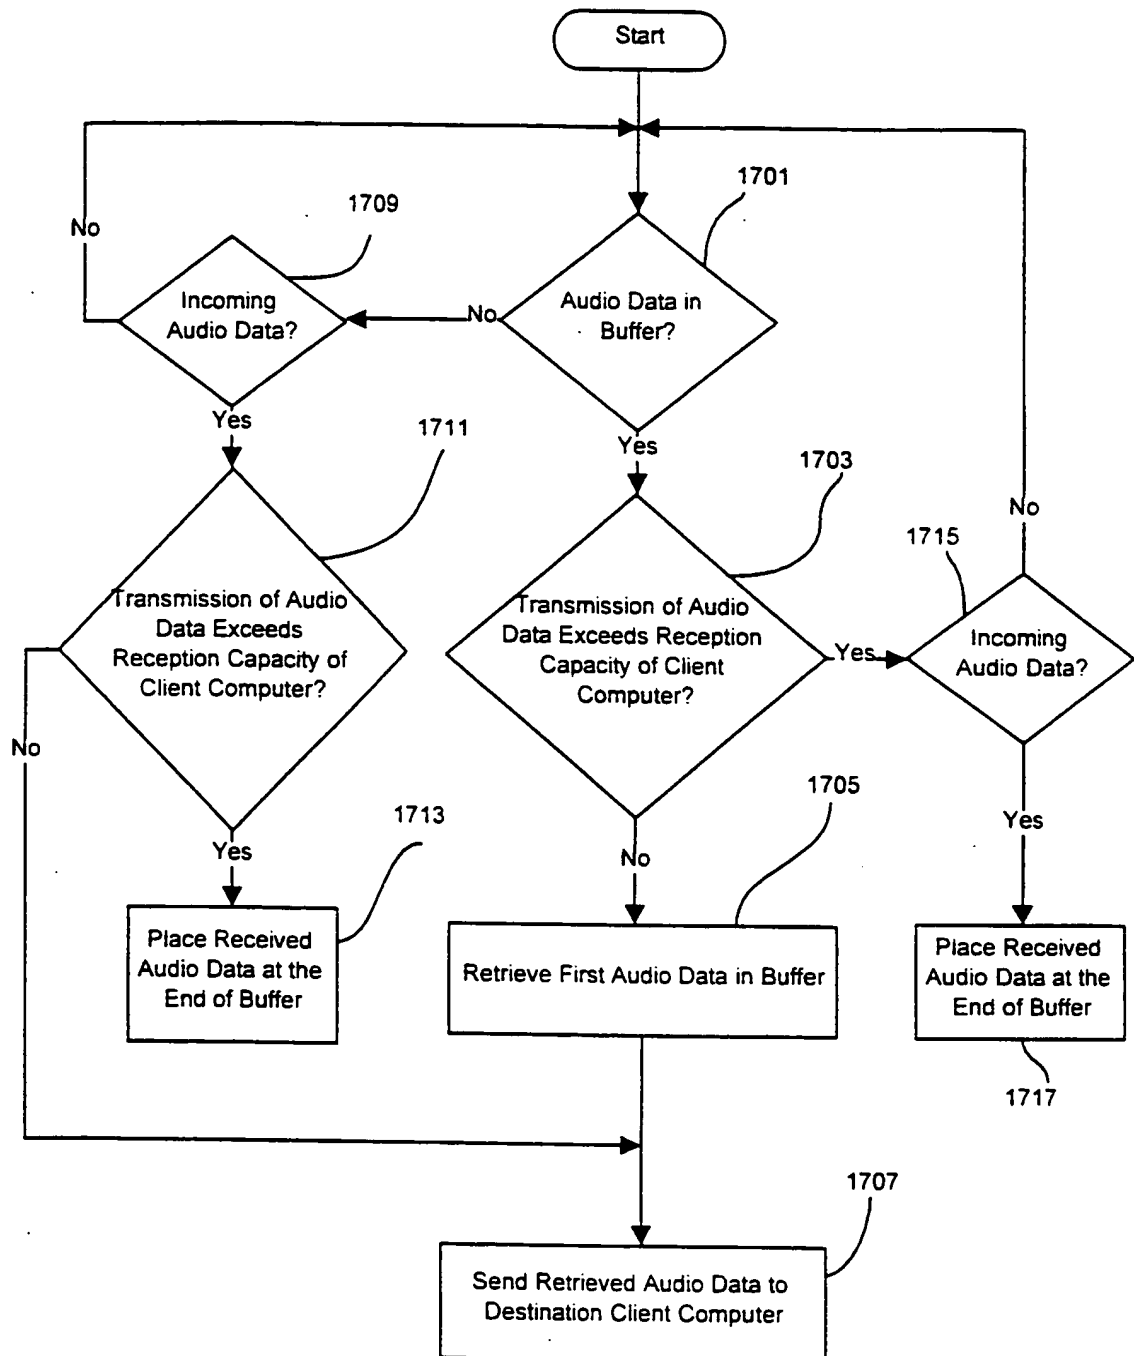 Start
1701
1709
No
Incoming
Audio Data?
No
Audio Data in
Buffer?
Yes
1711
Yes
1703
No
1715
Transmission of Audio
Data Exceeds
Reception Capacity of
Client Computer?
Transmission of Audio
Data Exceeds Reception
Capacity of Client
Computer?
Yes
Incoming
Audio Data?
No
Yes
1713
No
1705
Yes
Place Received
Audio Data at the
End of Buffer
Retrieve First Audio Data in Buffer
Place Received
Audio Data at the
End of Buffer
1717
1707
Send Retrieved Audio Data to
Destination Client Computer